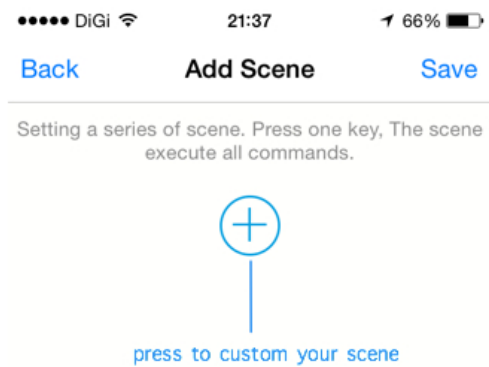 DiGi 21:37 66%
Back Add Scene Save
Setting a series of scene. Press one key, The scene
execute all commands.
press to custom your scene